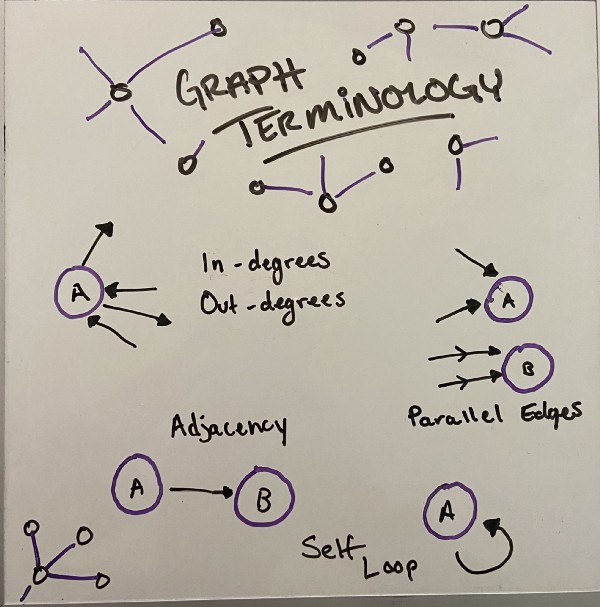 GRAPH
TERMINOLOGY
In-degrees
Out-degrees
A
A
B
Parallel Edges
Adjacency
A
B
A
Self
Loop